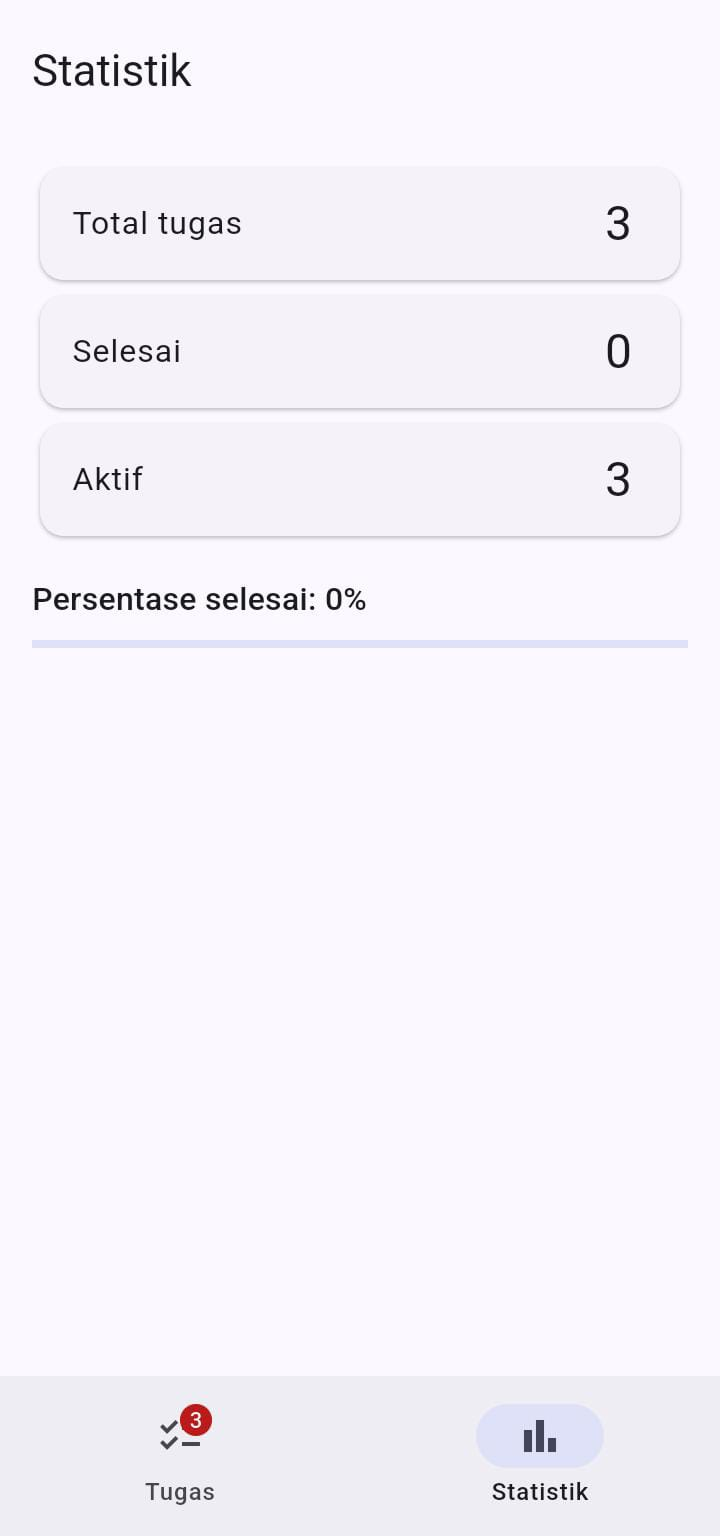 Statistik
Total tugas 3
Selesai 0
Aktif 3
Persentase selesai: 0%
3
Tugas
Statistik